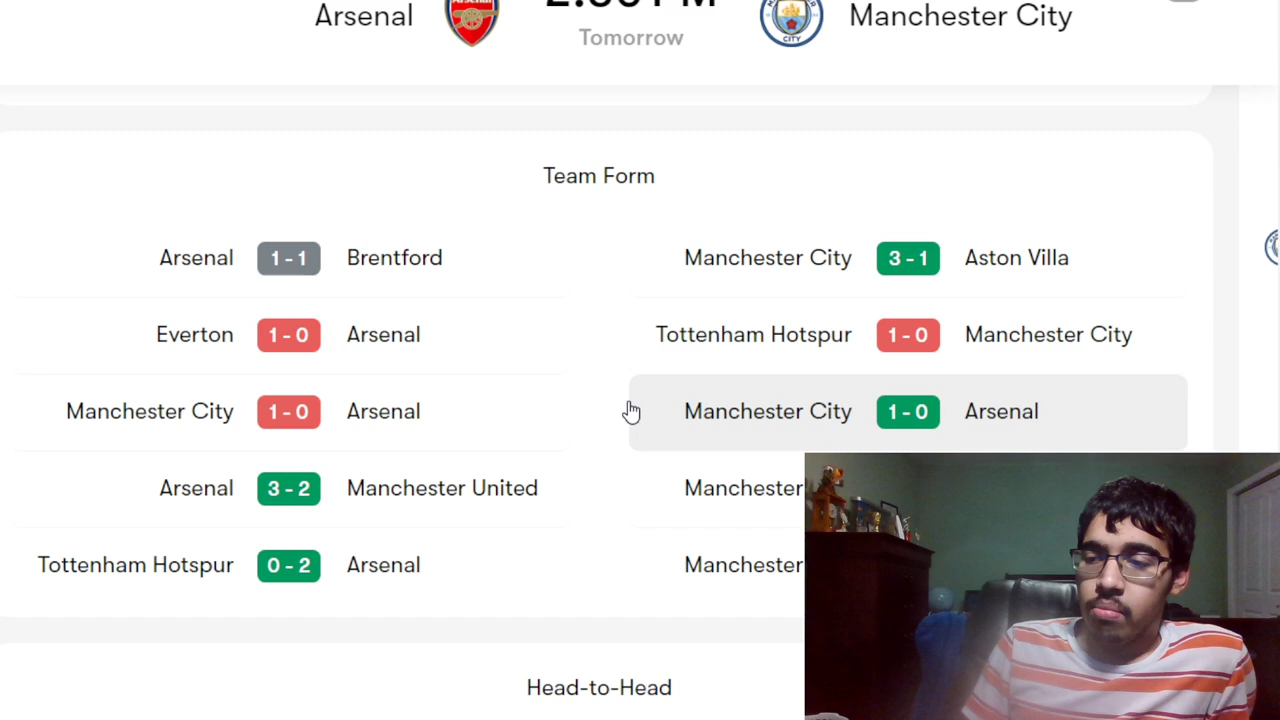 Arsenal Manchester City
CITY
Tomorrow
Team Form
Arsenal 1 - 1 Brentford
Everton 1 - 0 Arsenal
Manchester City 1 - 0 Arsenal
Arsenal 3 - 2 Manchester United
Tottenham Hotspur 0 - 2 Arsenal
Manchester City 3 - 1 Aston Villa
Tottenham Hotspur 1 - 0 Manchester City
Manchester City 1 - 0 Arsenal
Manchester
Manchester
Head-to-Head